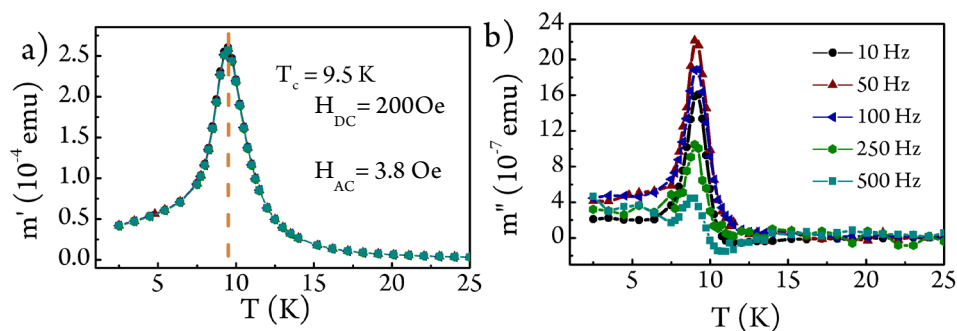 a)
m' (10⁻⁴ emu)
2.5
2.0
1.5
1.0
0.5
0.0
T_c = 9.5 K
H_DC = 200Oe
H_AC = 3.8 Oe
5 10 15 20 25
T (K)
b)
m'' (10⁻⁷ emu)
24
20
16
12
8
4
0
10 Hz
50 Hz
100 Hz
250 Hz
500 Hz
5 10 15 20 25
T (K)